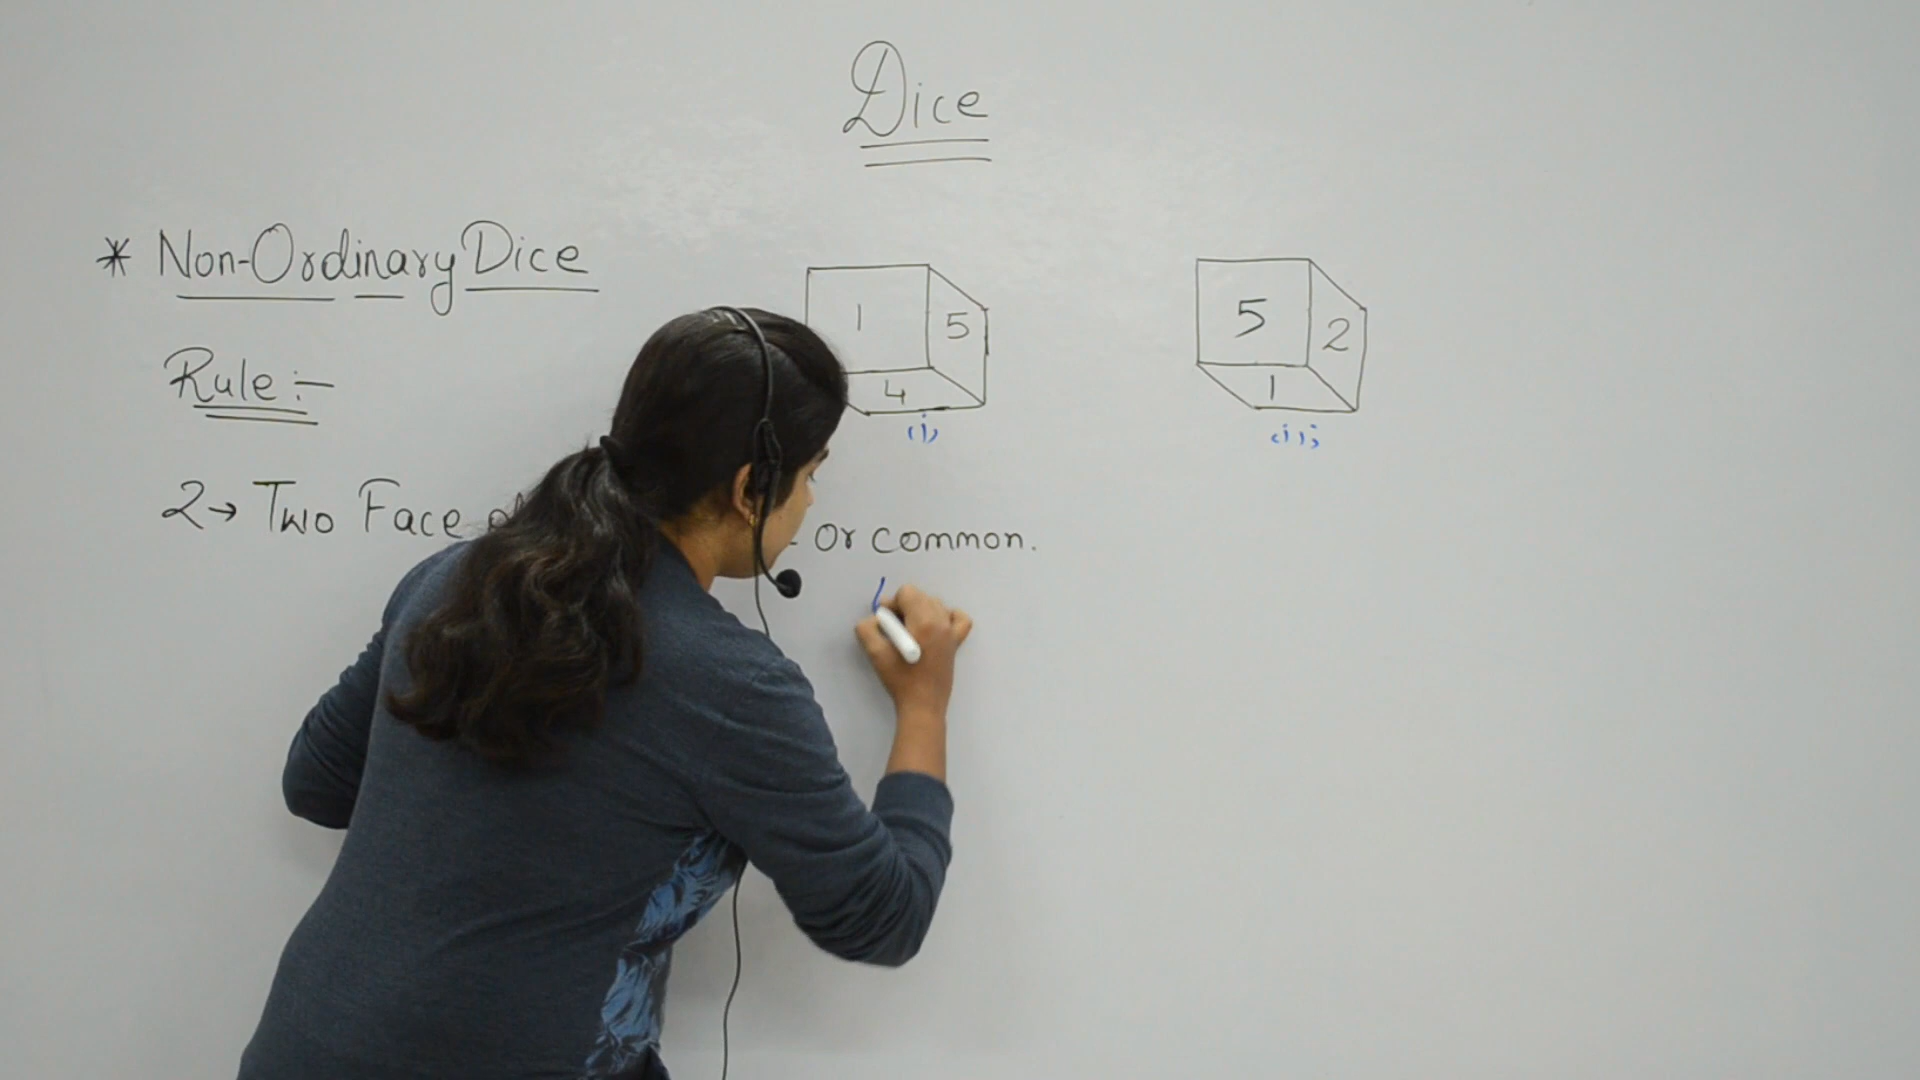 Dice
* Non-Ordinary Dice
1 5
4
(i)
5 2
1
(ii)
Rule :-
2→ Two Face
Or common.